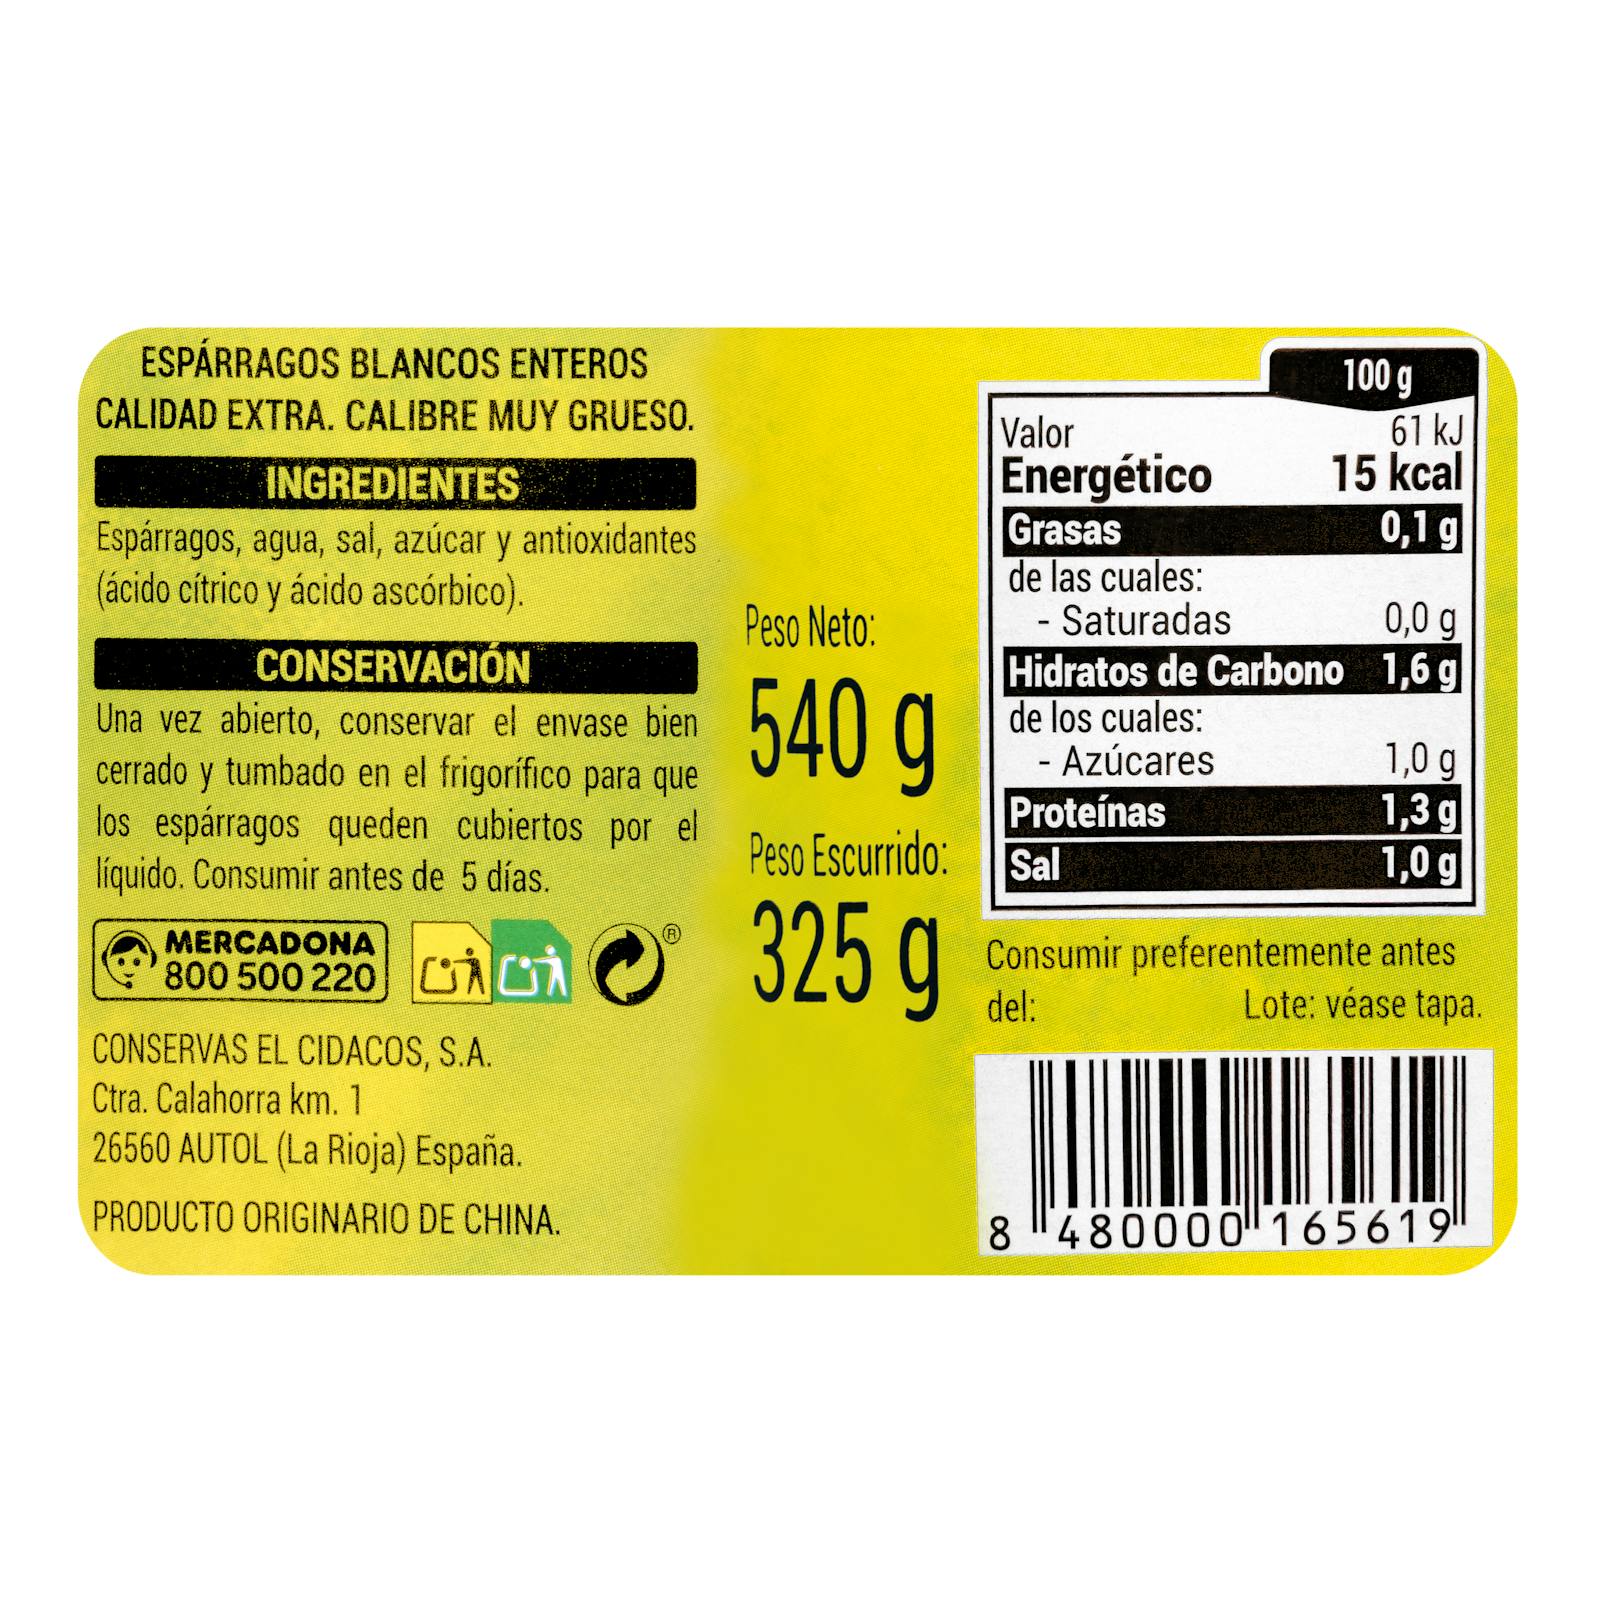 ESPÁRRAGOS BLANCOS ENTEROS
CALIDAD EXTRA. CALIBRE MUY GRUESO.
INGREDIENTES
Espárragos, agua, sal, azúcar y antioxidantes
(ácido cítrico y ácido ascórbico).
CONSERVACIÓN
Una vez abierto, conservar el envase bien
cerrado y tumbado en el frigorífico para que
los espárragos queden cubiertos por el
líquido. Consumir antes de 5 días.
MERCADONA
800 500 220
®
CONSERVAS EL CIDACOS, S.A.
Ctra. Calahorra km. 1
26560 AUTOL (La Rioja) España.
PRODUCTO ORIGINARIO DE CHINA.
Peso Neto:
540 g
Peso Escurrido:
325 g
100 g
Valor 61 kJ
Energético 15 kcal
Grasas 0,1 g
de las cuales:
- Saturadas 0,0 g
Hidratos de Carbono 1,6 g
de los cuales:
- Azúcares 1,0 g
Proteínas 1,3 g
Sal 1,0 g
Consumir preferentemente antes
del: Lote: véase tapa.
8 480000 165619